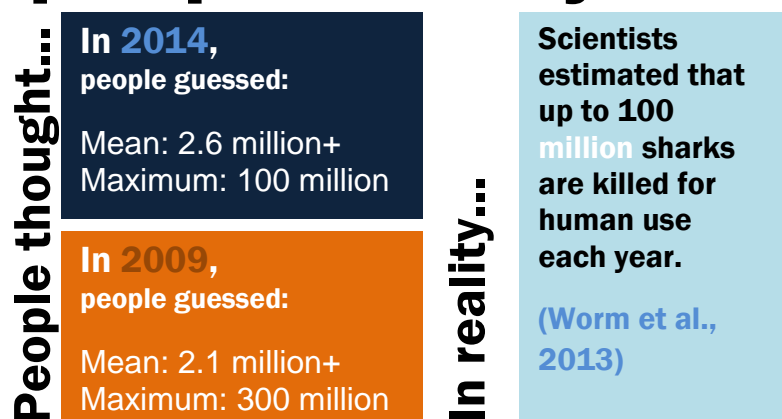 People thought...
In 2014,
people guessed:
Mean: 2.6 million+
Maximum: 100 million
In 2009,
people guessed:
Mean: 2.1 million+
Maximum: 300 million
In reality...
Scientists
estimated that
up to 100
million sharks
are killed for
human use
each year.
(Worm et al.,
2013)